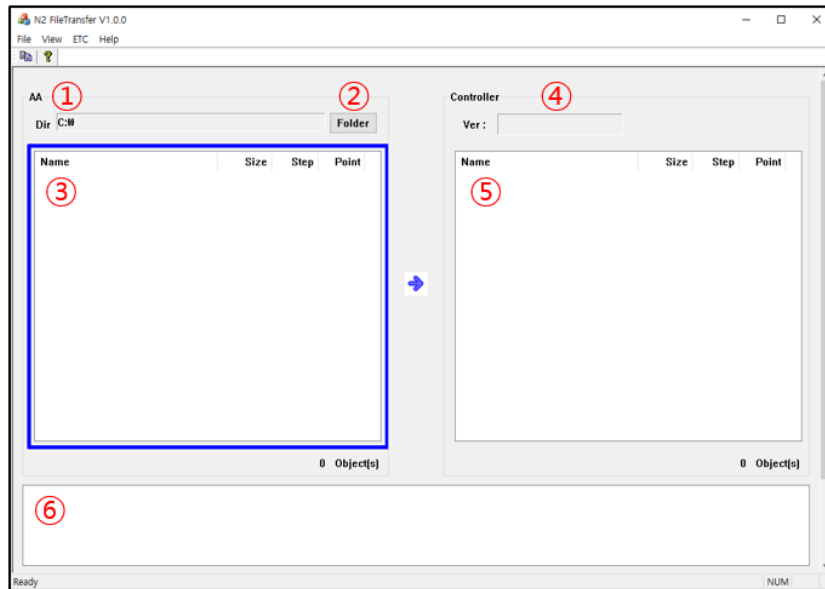 N2 FileTransfer V1.0.0
File View ETC Help
AA ① ②
Dir C:₩ Folder
Controller ④
Ver :
Name Size Step Point
③
Name Size Step Point
⑤
0 Object(s)
0 Object(s)
⑥
Ready NUM